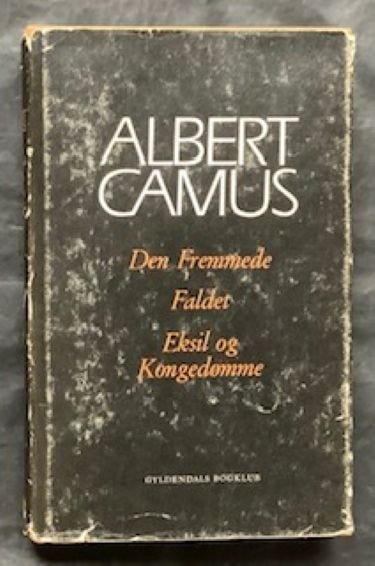 ALBERT
CAMUS
Den Fremmede
Faldet
Eksil og
Kongedømme
GYLDENDALS BOGKLUB